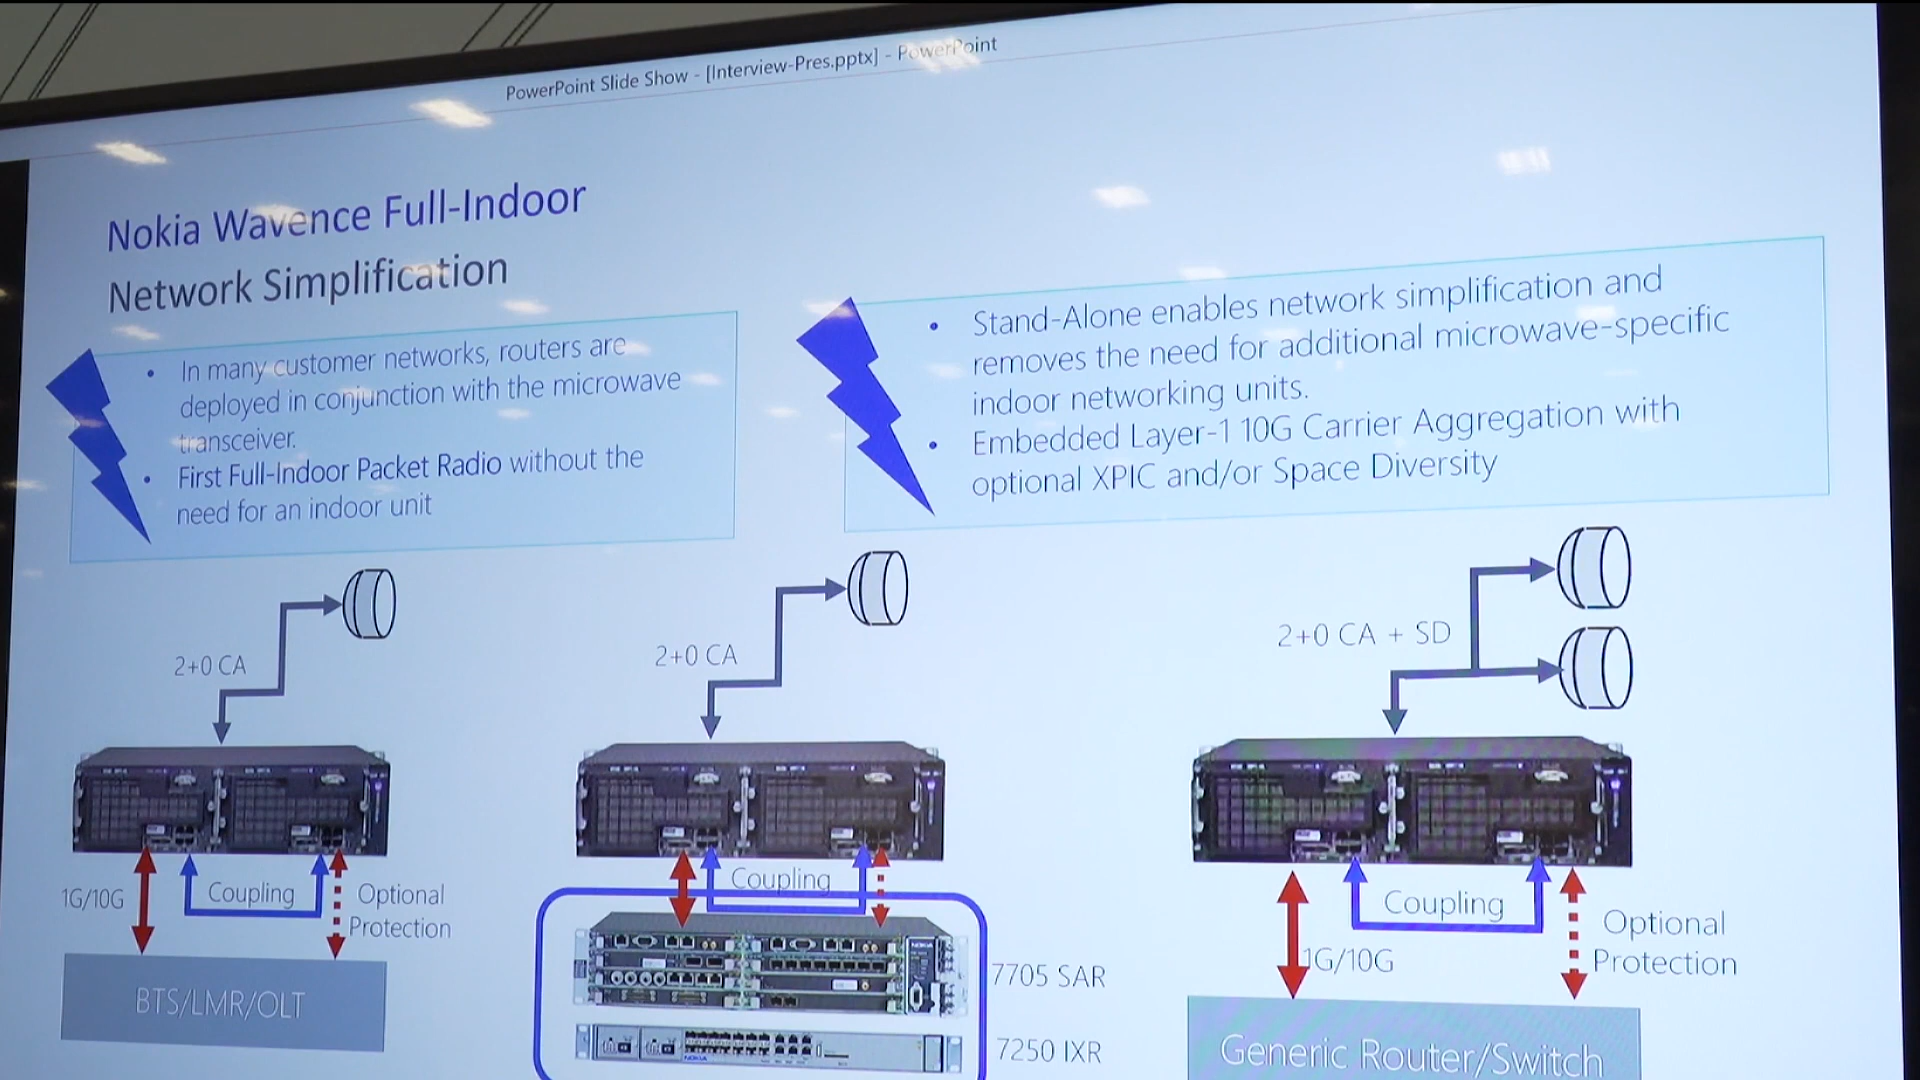 PowerPoint Slide Show - [Interview-Pres.pptx] - PowerPoint
Nokia Wavence Full-Indoor
Network Simplification
• In many customer networks, routers are
deployed in conjunction with the microwave
transceiver.
• First Full-Indoor Packet Radio without the
need for an indoor unit
• Stand-Alone enables network simplification and
removes the need for additional microwave-specific
indoor networking units.
• Embedded Layer-1 10G Carrier Aggregation with
optional XPIC and/or Space Diversity
2+0 CA
2+0 CA
2+0 CA + SD
1G/10G
Coupling
Optional
Protection
BTS/LMR/OLT
Coupling
7705 SAR
7250 IXR
NOKIA
NOKIA
1G/10G
Coupling
Optional
Protection
Generic Router/Switch